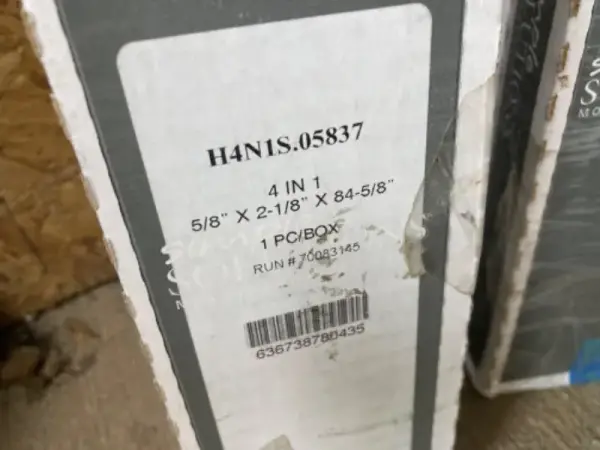 H4N1S.05837
4 IN 1
5/8" X 2-1/8" X 84-5/8"
1 PC/BOX
RUN # 70083145
636738780435